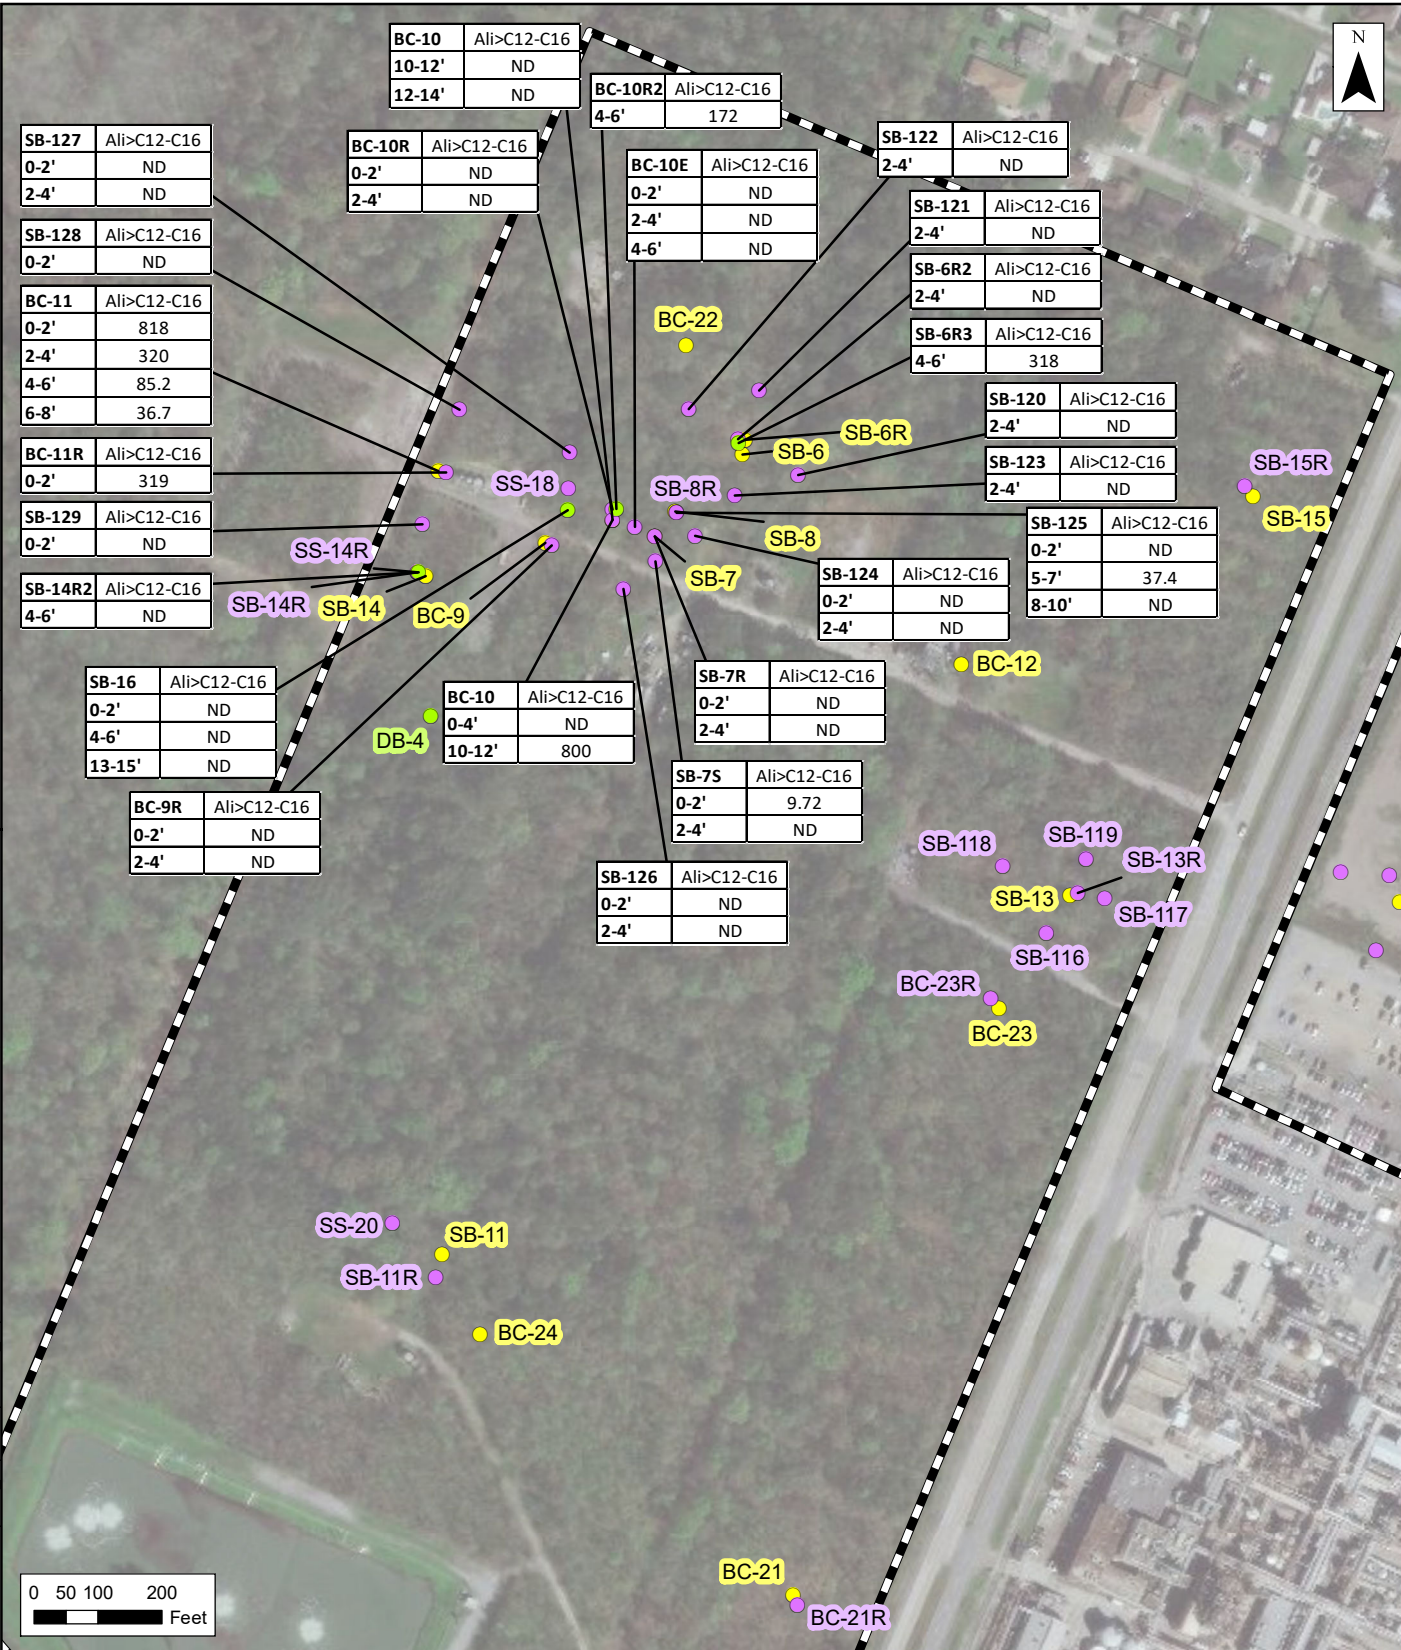 N
BC-10 Ali>C12-C16
10-12' ND
12-14' ND
BC-10R2 Ali>C12-C16
4-6' 172
SB-127 Ali>C12-C16
0-2' ND
2-4' ND
BC-10R Ali>C12-C16
0-2' ND
2-4' ND
BC-10E Ali>C12-C16
0-2' ND
2-4' ND
4-6' ND
SB-122 Ali>C12-C16
2-4' ND
SB-121 Ali>C12-C16
2-4' ND
SB-128 Ali>C12-C16
0-2' ND
SB-6R2 Ali>C12-C16
2-4' ND
BC-11 Ali>C12-C16
0-2' 818
2-4' 320
4-6' 85.2
6-8' 36.7
BC-22
SB-6R3 Ali>C12-C16
4-6' 318
SB-120 Ali>C12-C16
2-4' ND
SB-6R
SB-6
BC-11R Ali>C12-C16
0-2' 319
SB-123 Ali>C12-C16
2-4' ND
SB-15R
SB-15
SS-18
SB-8R
SB-8
SB-129 Ali>C12-C16
0-2' ND
SB-125 Ali>C12-C16
0-2' ND
5-7' 37.4
8-10' ND
SS-14R
SB-14R2 Ali>C12-C16
4-6' ND
SB-14R
SB-14
BC-9
SB-7
SB-124 Ali>C12-C16
0-2' ND
2-4' ND
BC-12
SB-16 Ali>C12-C16
0-2' ND
4-6' ND
13-15' ND
DB-4
BC-10 Ali>C12-C16
0-4' ND
10-12' 800
SB-7R Ali>C12-C16
0-2' ND
2-4' ND
SB-7S Ali>C12-C16
0-2' 9.72
2-4' ND
BC-9R Ali>C12-C16
0-2' ND
2-4' ND
SB-126 Ali>C12-C16
0-2' ND
2-4' ND
SB-118
SB-119
SB-13R
SB-13
SB-117
SB-116
BC-23R
BC-23
SS-20
SB-11
SB-11R
BC-24
BC-21
BC-21R
0 50 100 200
Feet